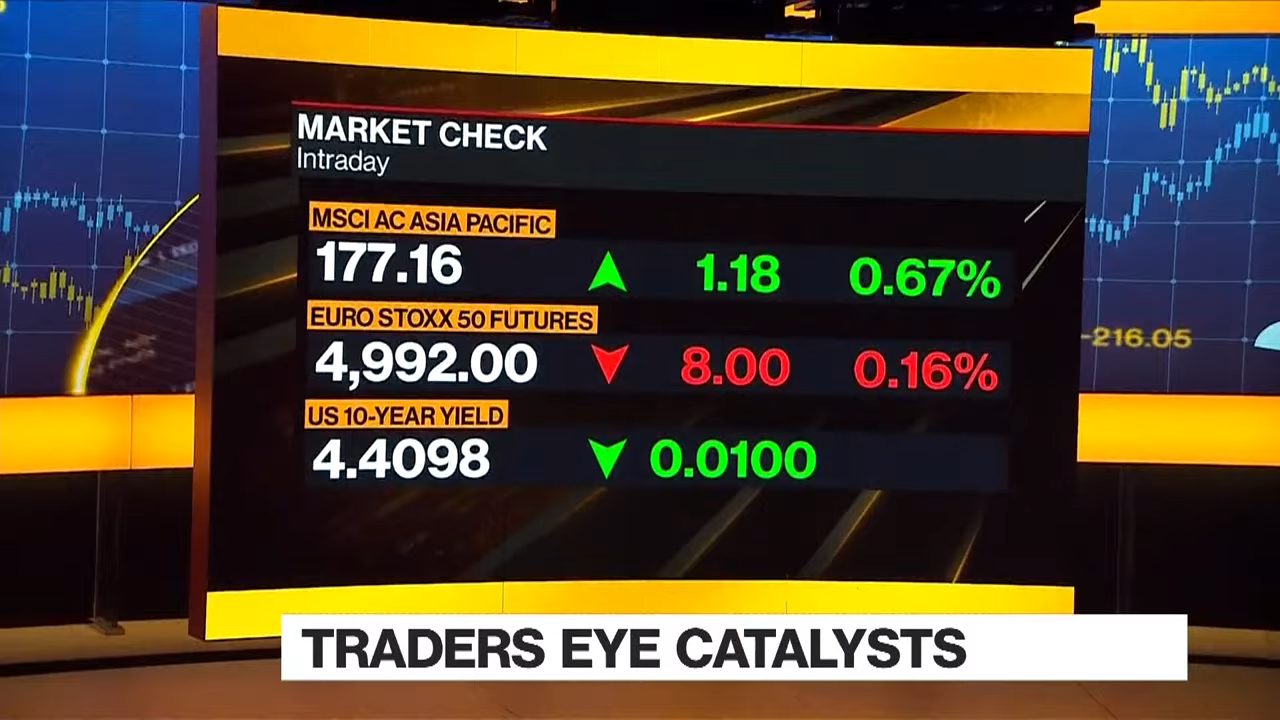 MARKET CHECK
Intraday
MSCI AC ASIA PACIFIC
177.16 1.18 0.67%
EURO STOXX 50 FUTURES
4,992.00 8.00 0.16%
US 10-YEAR YIELD
4.4098 0.0100
-216.05
TRADERS EYE CATALYSTS